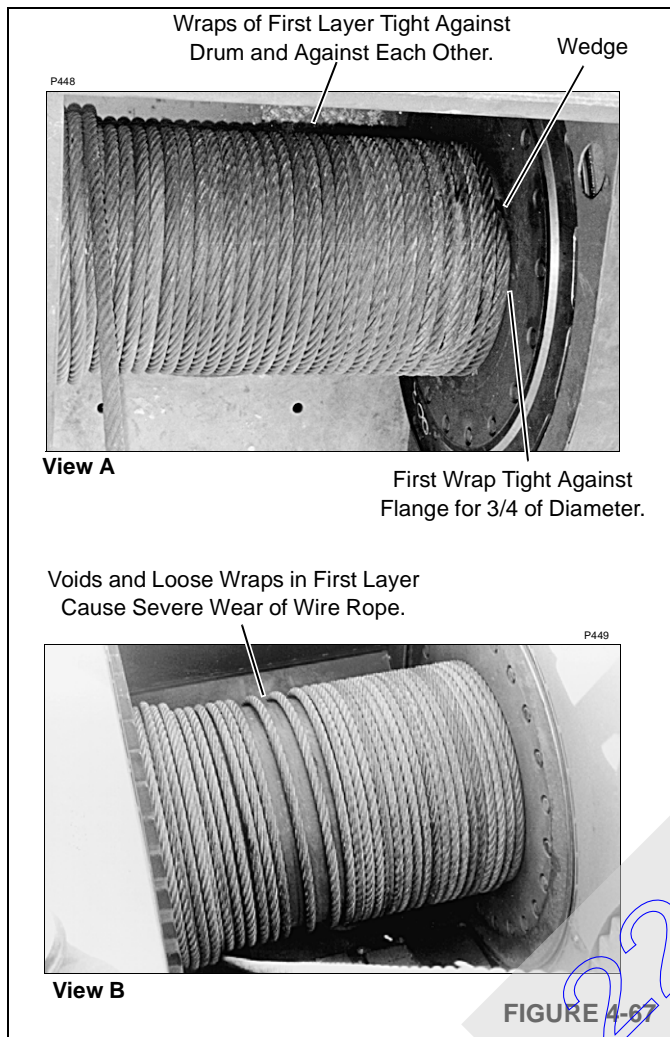 Wraps of First Layer Tight Against
Drum and Against Each Other.
Wedge
P448
View A
First Wrap Tight Against
Flange for 3/4 of Diameter.
Voids and Loose Wraps in First Layer
Cause Severe Wear of Wire Rope.
P449
View B
FIGURE 4-67